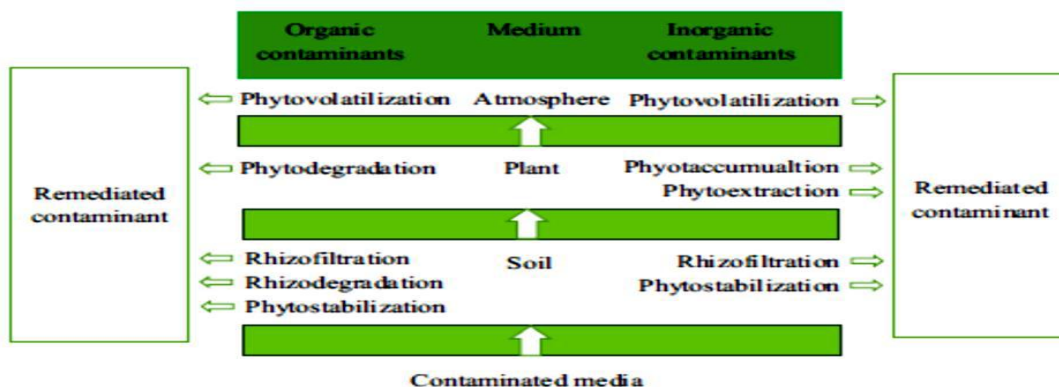 Organic Medium Inorganic
contaminants contaminants
Phytovolatilization Atmosphere Phytovolatilization
Phytodegradation Plant Phyotaccumualtion
Phytoextraction
Remediated
contaminant
Remediated
contaminant
Rhizofiltration Soil Rhizofiltration
Rhizodegradation Phytostabilization
Phytostabilization
Contaminated media